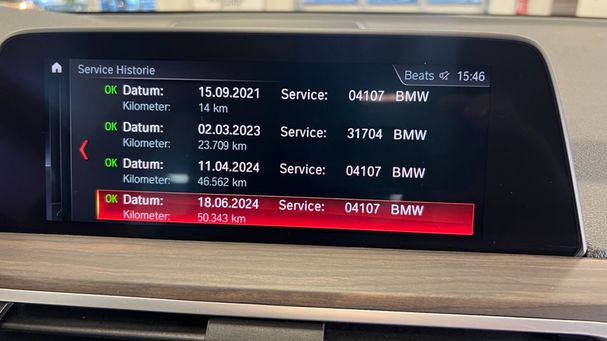 Service Historie
Beats 15:46
OK Datum: 15.09.2021 Service: 04107 BMW
Kilometer: 14 km
OK Datum: 02.03.2023 Service: 31704 BMW
Kilometer: 23.709 km
OK Datum: 11.04.2024 Service: 04107 BMW
Kilometer: 46.562 km
OK Datum: 18.06.2024 Service: 04107 BMW
Kilometer: 50.343 km